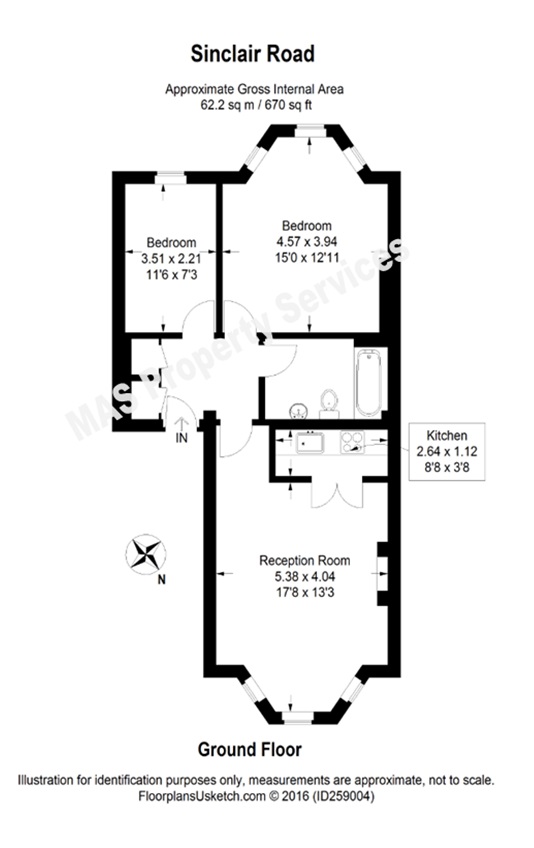 Sinclair Road
Approximate Gross Internal Area
62.2 sq m / 670 sq ft
Bedroom
3.51 x 2.21
11'6 x 7'3
Bedroom
4.57 x 3.94
15'0 x 12'11
MAS Property Services
IN
Kitchen
2.64 x 1.12
8'8 x 3'8
Reception Room
5.38 x 4.04
17'8 x 13'3
N
Ground Floor
Illustration for identification purposes only, measurements are approximate, not to scale.
FloorplansUsketch.com © 2016 (ID259004)